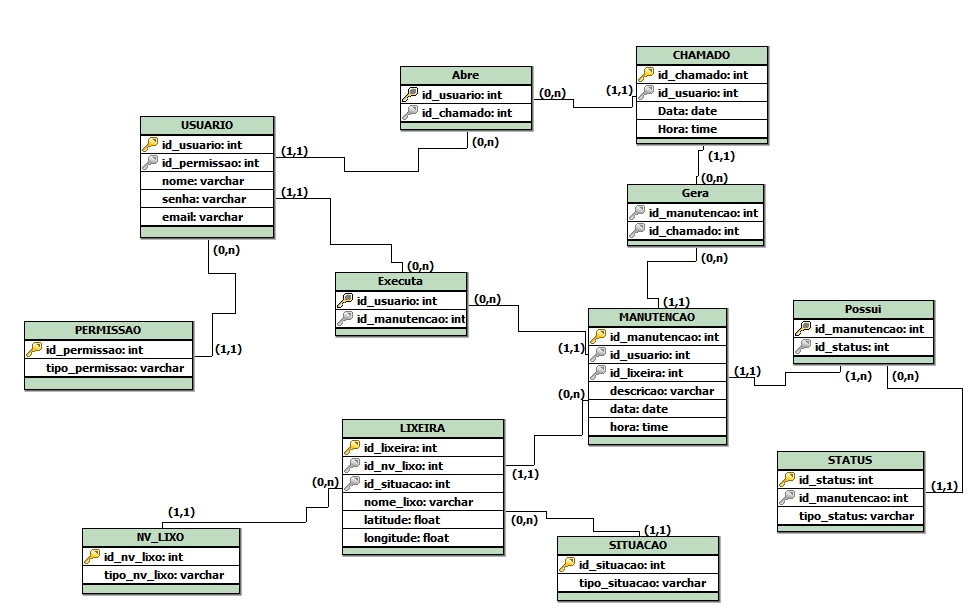 CHAMADO
id_chamado: int
id_usuario: int
Data: date
Hora: time
(1,1)
(1,1)
Abre
id_usuario: int
id_chamado: int
(0,n)
(0,n)
USUARIO
id_usuario: int
id_permissao: int
nome: varchar
senha: varchar
email: varchar
(1,1)
(1,1)
(0,n)
(0,n)
Gera
id_manutencao: int
id_chamado: int
(0,n)
(0,n)
Executa
id_usuario: int
id_manutencao: int
(0,n)
PERMISSAO
id_permissao: int
tipo_permissao: varchar
(1,1)
(1,1)
MANUTENCAO
id_manutencao: int
id_usuario: int
id_lixeira: int
descricao: varchar
data: date
hora: time
(1,1)
(0,n)
(1,1)
Possui
id_manutencao: int
id_status: int
(1,n)
(0,n)
LIXEIRA
id_lixeira: int
id_nv_lixo: int
id_situacao: int
nome_lixo: varchar
latitude: float
longitude: float
(1,1)
(0,n)
(0,n)
STATUS
id_status: int
id_manutencao: int
tipo_status: varchar
(1,1)
(1,1)
NV_LIXO
id_nv_lixo: int
tipo_nv_lixo: varchar
(1,1)
SITUACAO
id_situacao: int
tipo_situacao: varchar